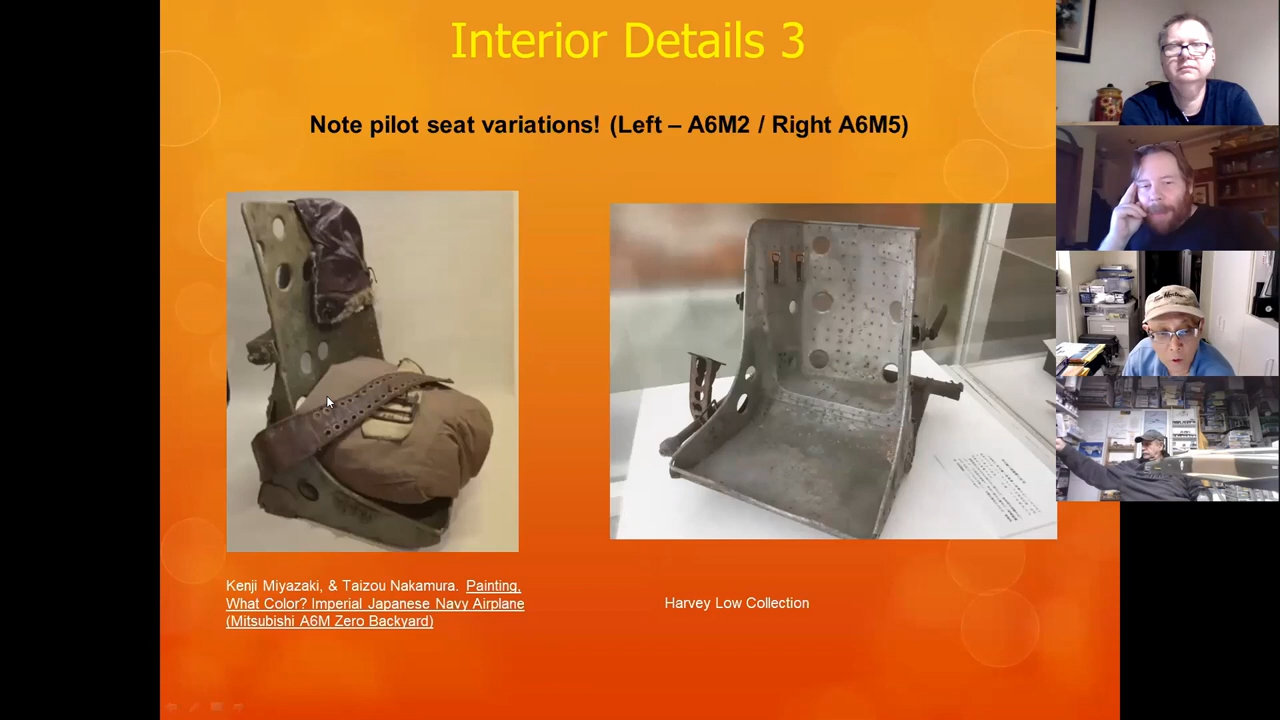 Interior Details 3
Note pilot seat variations! (Left – A6M2 / Right A6M5)
Kenji Miyazaki, & Taizou Nakamura. Painting,
What Color? Imperial Japanese Navy Airplane
(Mitsubishi A6M Zero Backyard)
Harvey Low Collection